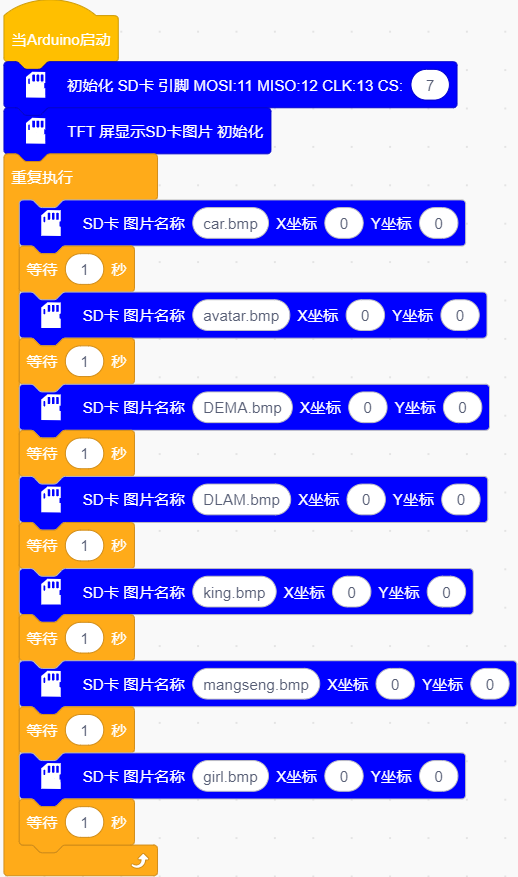 当Arduino启动
初始化 SD卡 引脚 MOSI:11 MISO:12 CLK:13 CS: 7
TFT 屏显示SD卡图片 初始化
重复执行
SD卡 图片名称 car.bmp X坐标 0 Y坐标 0
等待 1 秒
SD卡 图片名称 avatar.bmp X坐标 0 Y坐标 0
等待 1 秒
SD卡 图片名称 DEMA.bmp X坐标 0 Y坐标 0
等待 1 秒
SD卡 图片名称 DLAM.bmp X坐标 0 Y坐标 0
等待 1 秒
SD卡 图片名称 king.bmp X坐标 0 Y坐标 0
等待 1 秒
SD卡 图片名称 mangseng.bmp X坐标 0 Y坐标 0
等待 1 秒
SD卡 图片名称 girl.bmp X坐标 0 Y坐标 0
等待 1 秒